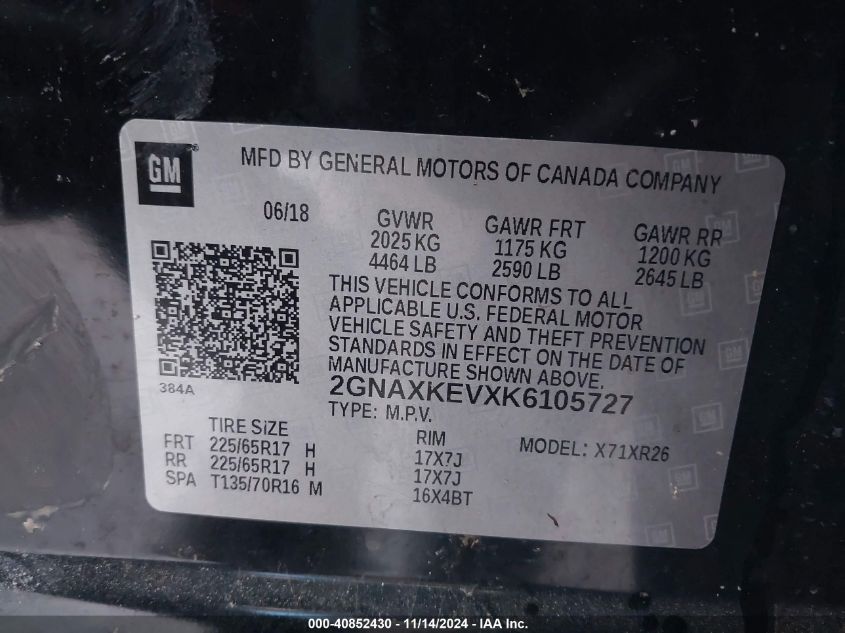 GM
MFD BY GENERAL MOTORS OF CANADA COMPANY
06/18
GVWR GAWR FRT GAWR RR
2025 KG 1175 KG 1200 KG
4464 LB 2590 LB 2645 LB
THIS VEHICLE CONFORMS TO ALL
APPLICABLE U.S. FEDERAL MOTOR
VEHICLE SAFETY AND THEFT PREVENTION
STANDARDS IN EFFECT ON THE DATE OF
MANUFACTURE SHOWN ABOVE.
384A
2GNAXKEVXK6105727
TYPE: M.P.V.
TIRE SIZE RIM MODEL: X71XR26
FRT 225/65R17 H 17X7J
RR 225/65R17 H 17X7J
SPA T135/70R16 M 16X4BT
000-40852430 - 11/14/2024 - IAA Inc.